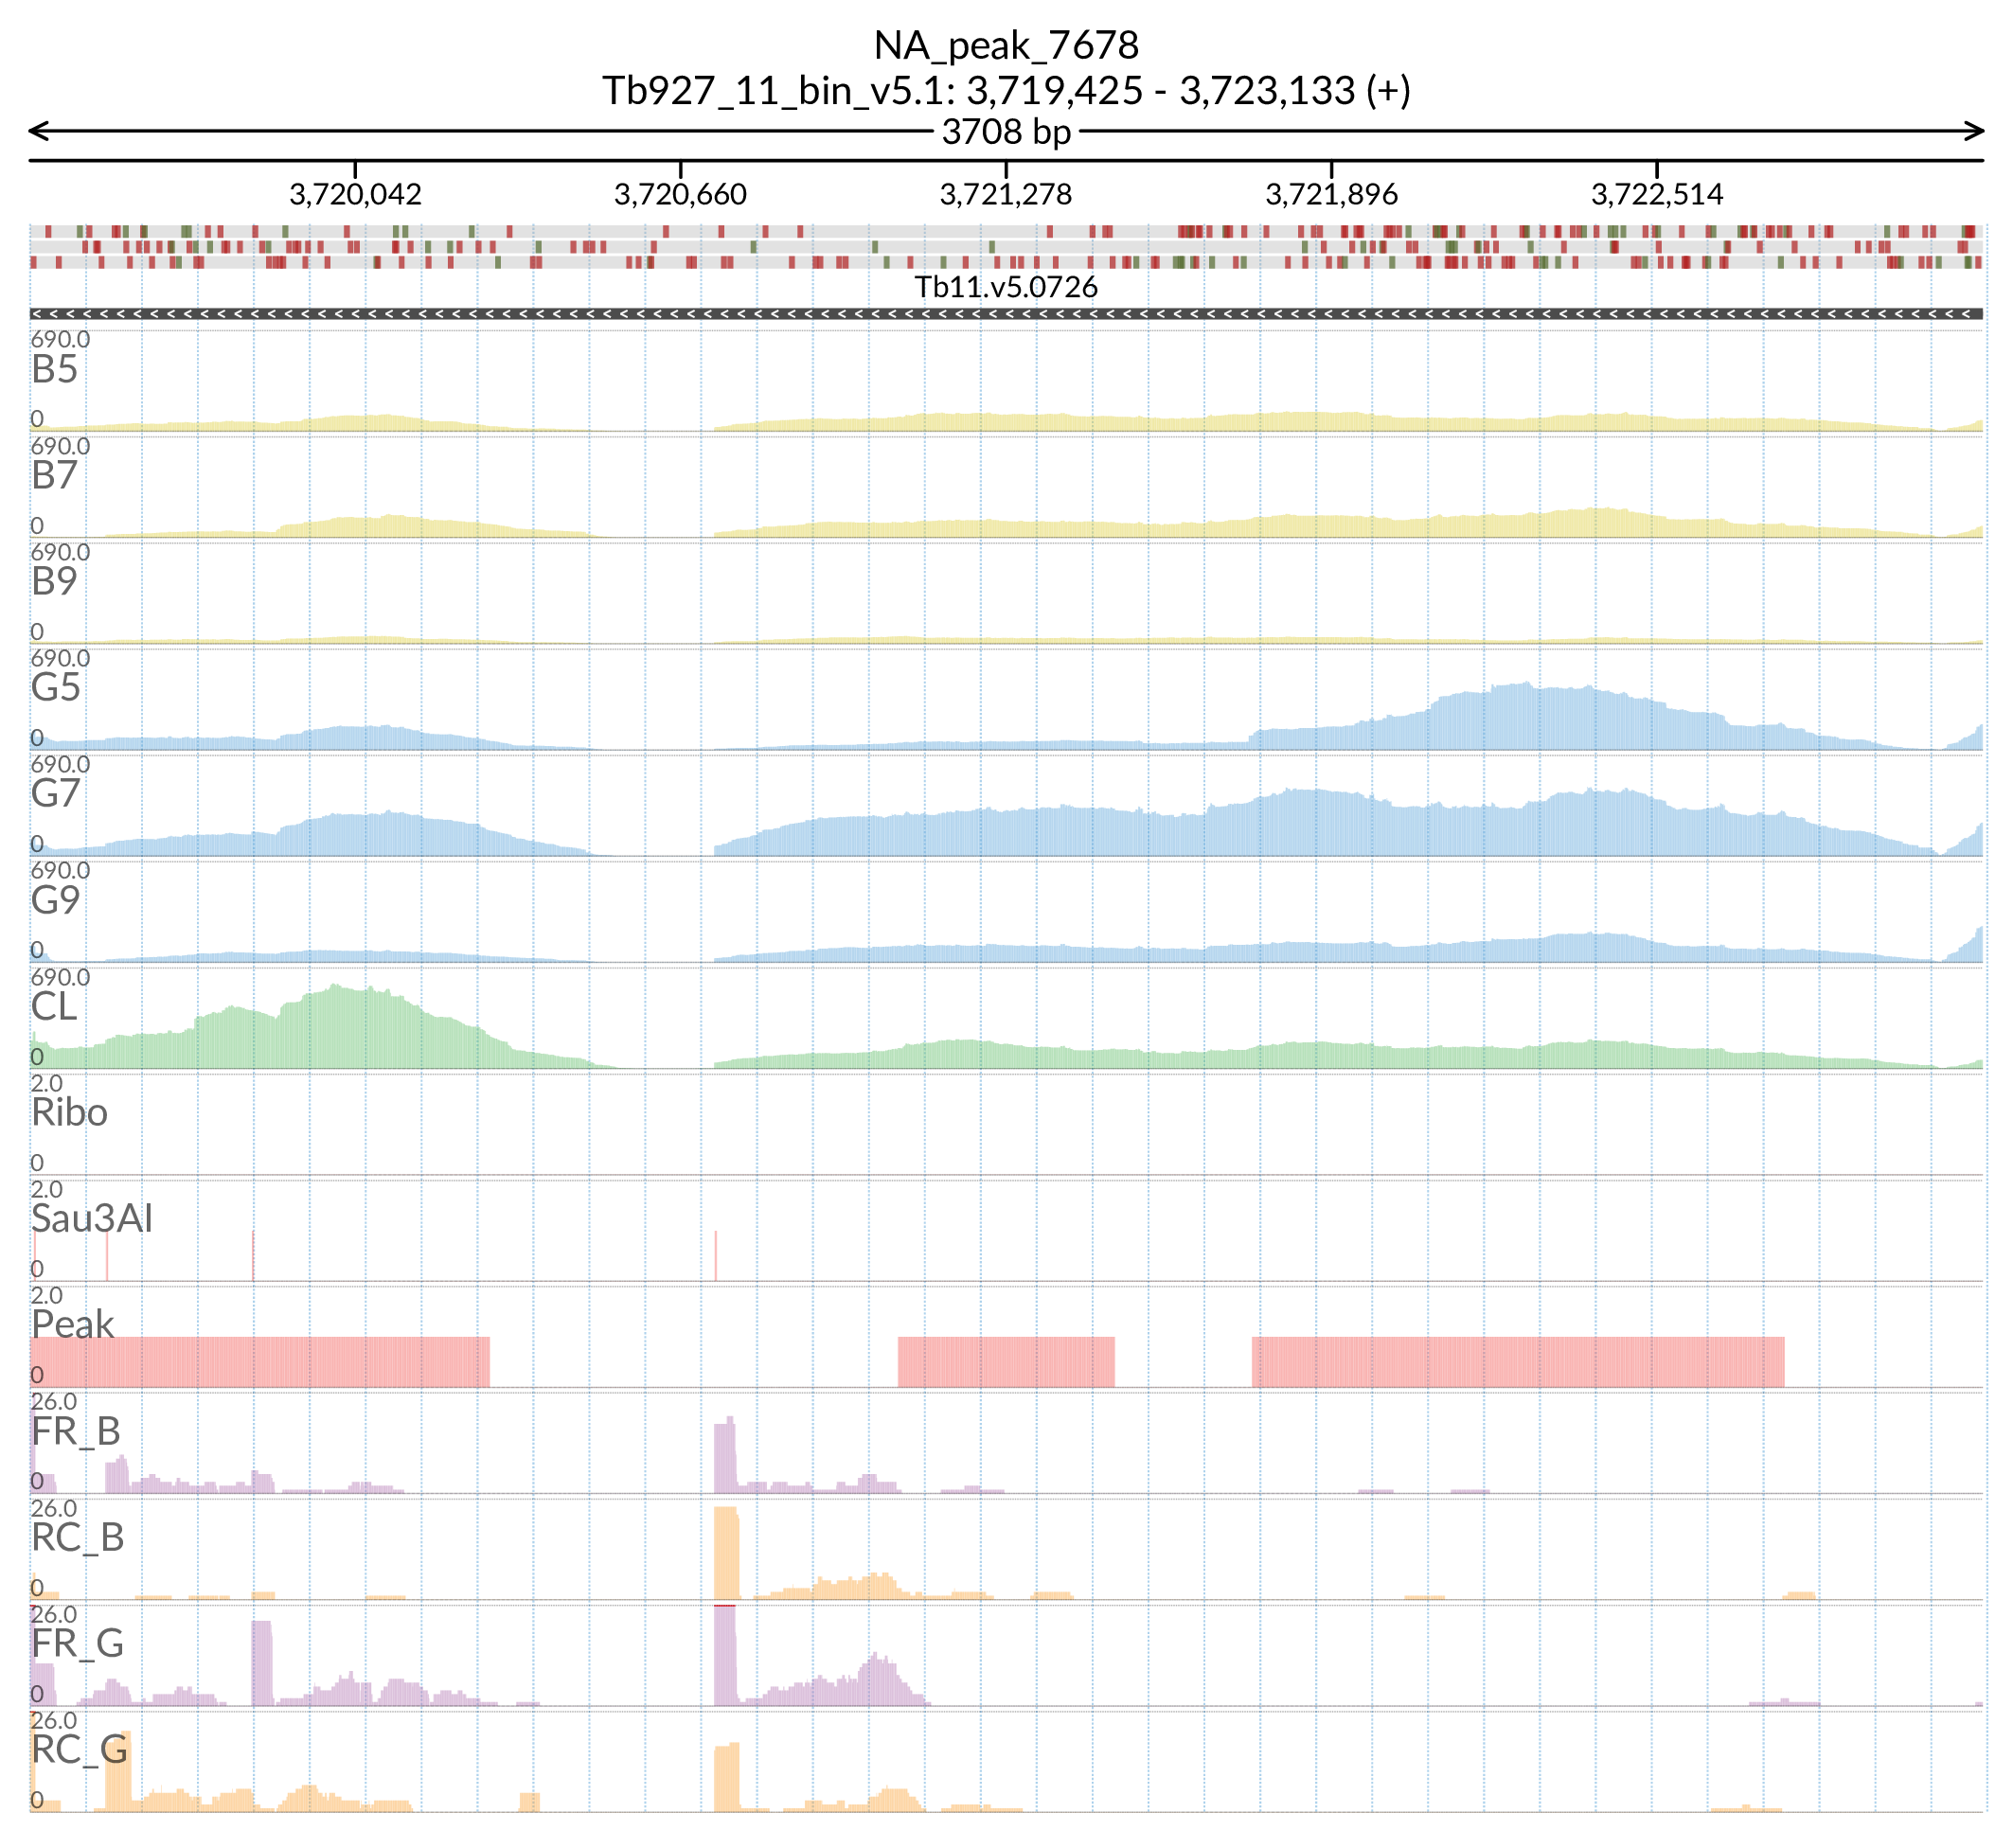 NA_peak_7678
Tb927_11_bin_v5.1: 3,719,425 - 3,723,133 (+)
3708 bp
3,720,042 3,720,660 3,721,278 3,721,896 3,722,514
Tb11.v5.0726
690.0
B5
0
690.0
B7
0
690.0
B9
0
690.0
G5
0
690.0
G7
0
690.0
G9
0
690.0
CL
0
2.0
Ribo
0
2.0
Sau3AI
0
2.0
Peak
0
26.0
FR_B
0
26.0
RC_B
0
26.0
FR_G
0
26.0
RC_G
0